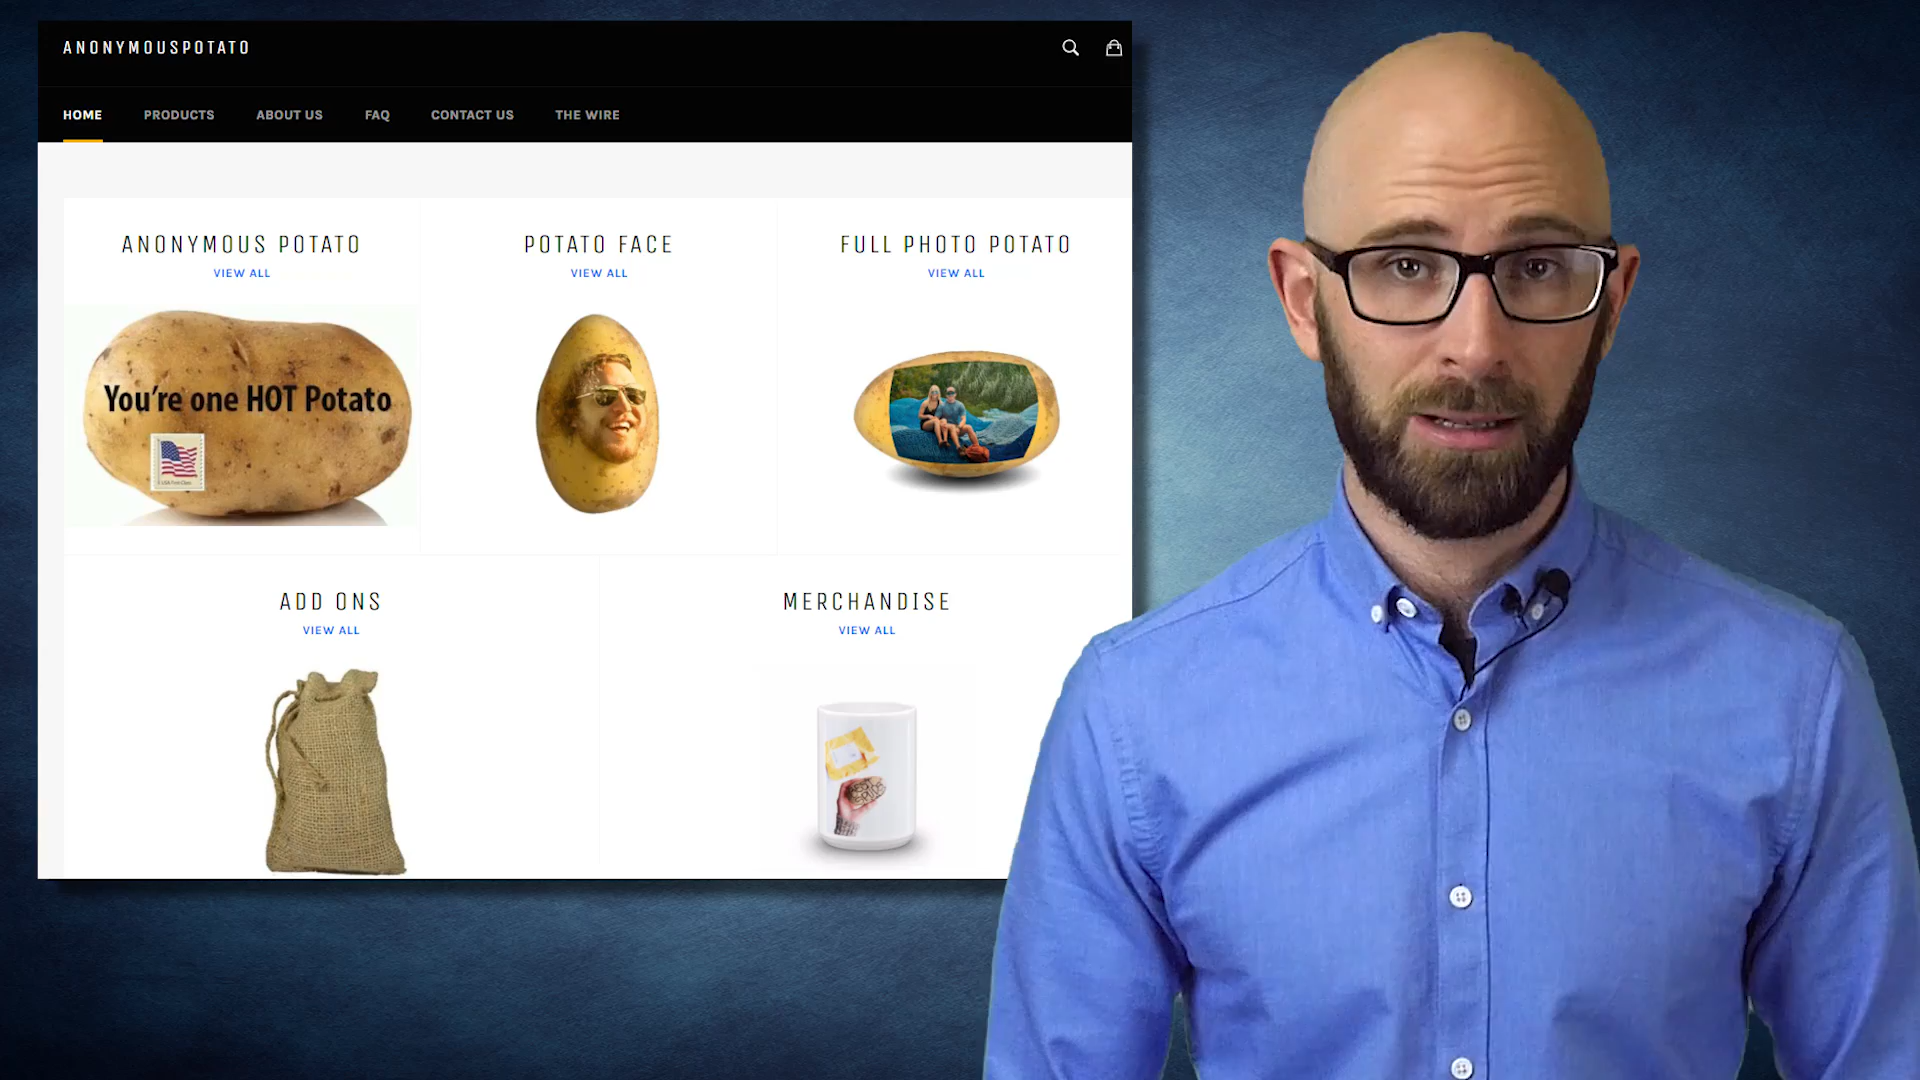 ANONYMOUSPOTATO
HOME PRODUCTS ABOUT US FAQ CONTACT US THE WIRE
ANONYMOUS POTATO
VIEW ALL
POTATO FACE
VIEW ALL
FULL PHOTO POTATO
VIEW ALL
You're one HOT Potato
ADD ONS
VIEW ALL
MERCHANDISE
VIEW ALL